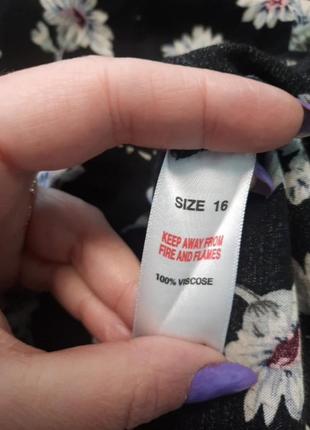 SIZE 16
KEEP AWAY FROM
FIRE AND FLAMES
100% VISCOSE